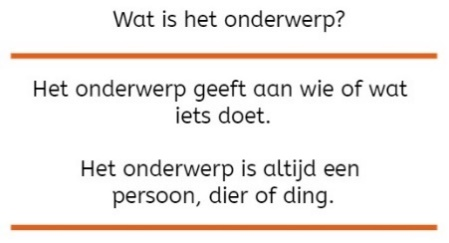 Wat is het onderwerp?
Het onderwerp geeft aan wie of wat
iets doet.
Het onderwerp is altijd een
persoon, dier of ding.